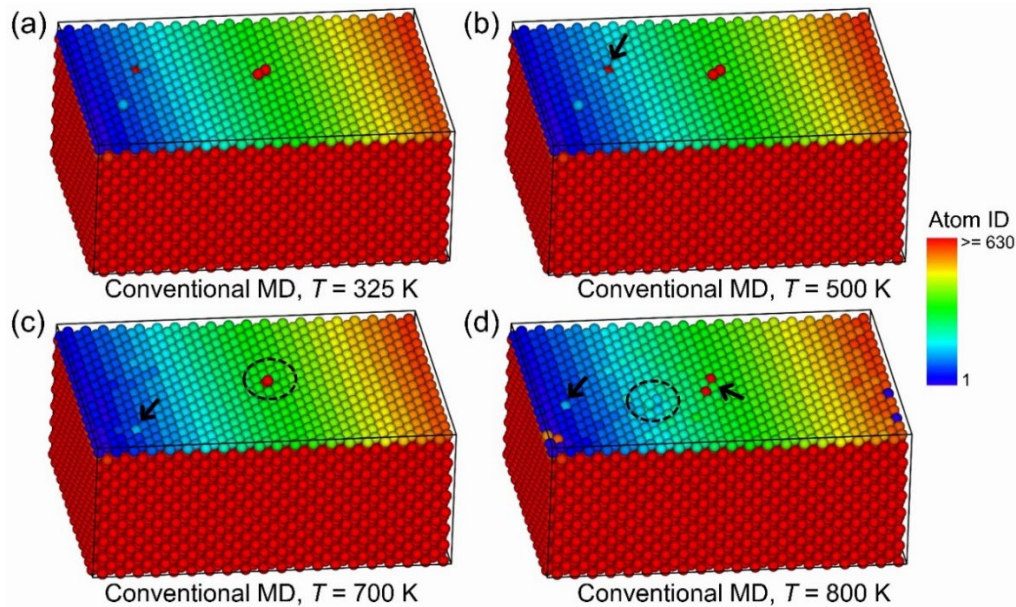 (a)
(b)
Conventional MD, T = 325 K
Conventional MD, T = 500 K
Atom ID
>= 630
1
(c)
(d)
Conventional MD, T = 700 K
Conventional MD, T = 800 K